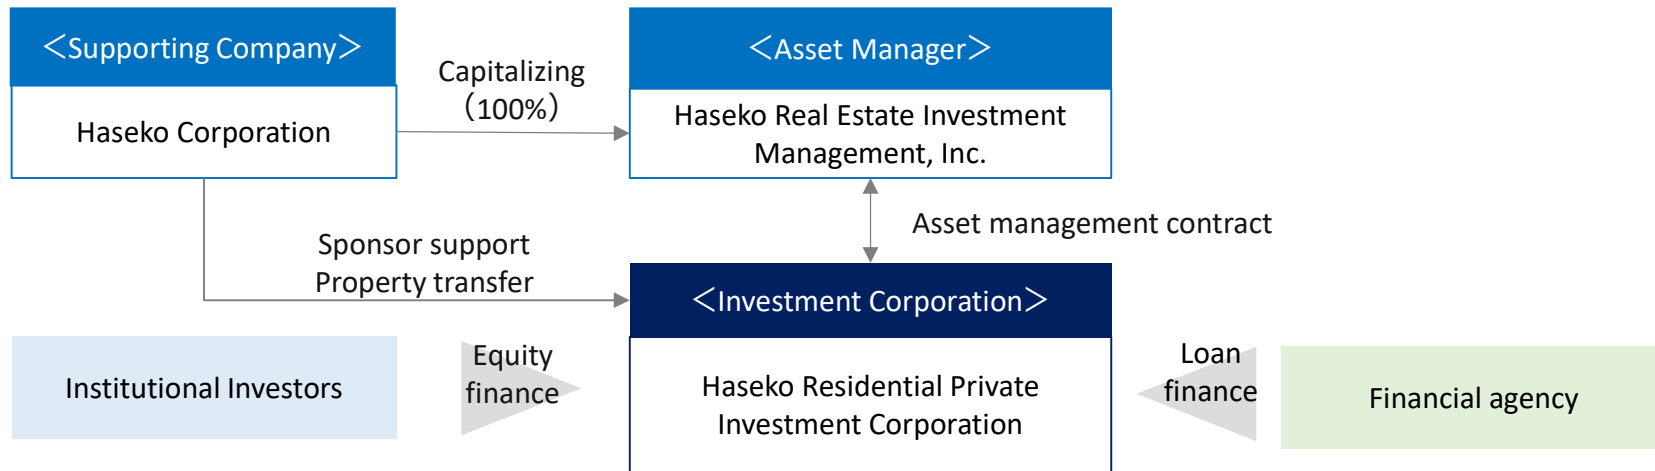 ＜Supporting Company＞
Haseko Corporation
Capitalizing
（100%）
＜Asset Manager＞
Haseko Real Estate Investment
Management, Inc.
Sponsor support
Property transfer
Asset management contract
＜Investment Corporation＞
Haseko Residential Private
Investment Corporation
Institutional Investors
Equity
finance
Loan
finance
Financial agency